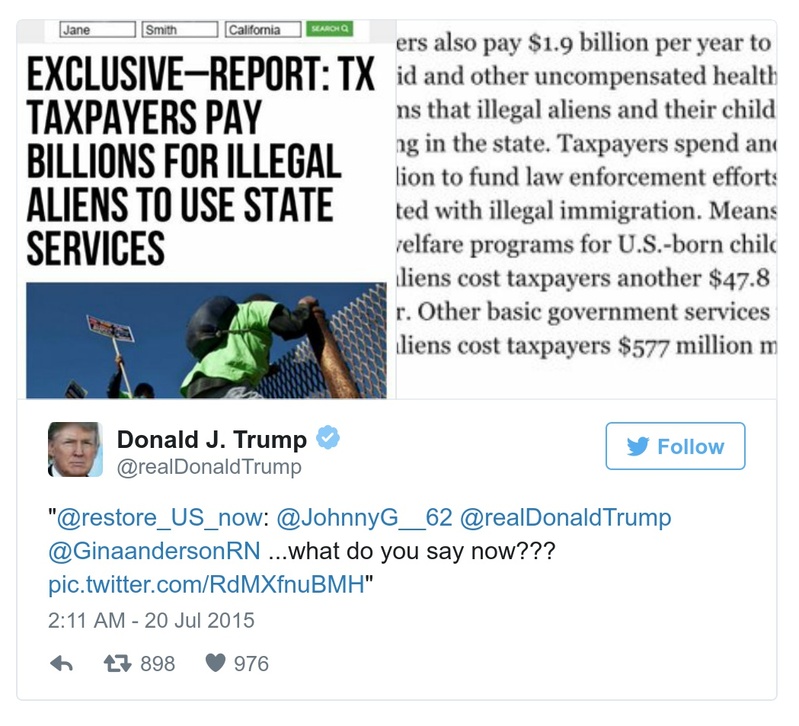 Jane Smith California SEARCH
EXCLUSIVE—REPORT: TX
TAXPAYERS PAY
BILLIONS FOR ILLEGAL
ALIENS TO USE STATE
SERVICES
ers also pay $1.9 billion per year to
id and other uncompensated health
ns that illegal aliens and their child
ng in the state. Taxpayers spend an
lion to fund law enforcement efforts
ted with illegal immigration. Means
elfare programs for U.S.-born child
liens cost taxpayers another $47.8
r. Other basic government services
liens cost taxpayers $577 million m
Donald J. Trump
@realDonaldTrump
Follow
"@restore_US_now: @JohnnyG__62 @realDonaldTrump
@GinaandersonRN ...what do you say now???
pic.twitter.com/RdMXfnuBMH"
2:11 AM - 20 Jul 2015
898 976